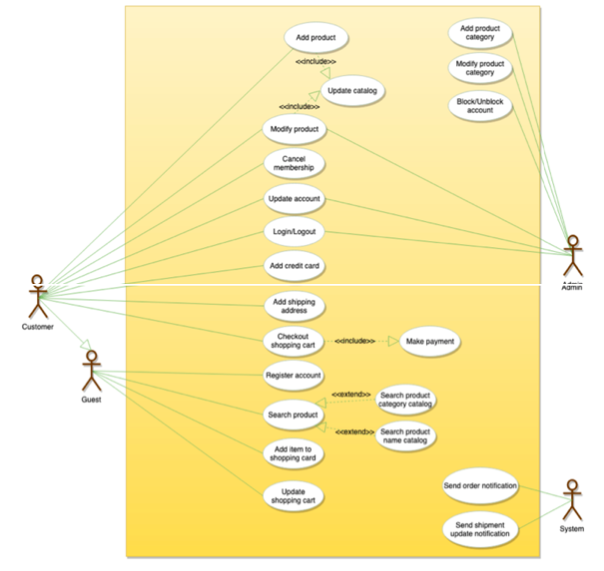 Add product
<<include>>
Update catalog
<<include>>
Modify product
Cancel
membership
Update account
Login/Logout
Add credit card
Add product
category
Modify product
category
Block/Unblock
account
Admin
Customer
Add shipping
address
Checkout
shopping cart
<<include>>
Make payment
Guest
Register account
Search product
<<extend>>
Search product
category catalog
<<extend>>
Search product
name catalog
Add item to
shopping card
Update
shopping cart
Send order notification
Send shipment
update notification
System